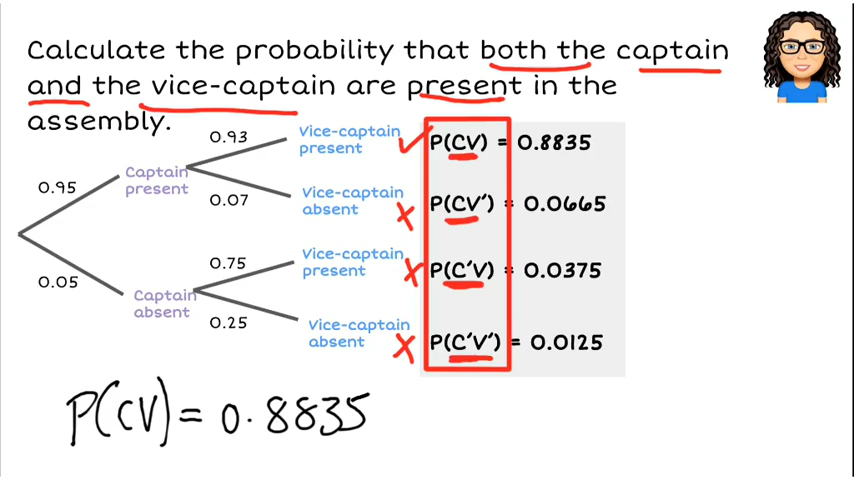 Calculate the probability that both the captain
and the vice-captain are present in the
assembly.
0.95
0.05
Captain
present
Captain
absent
0.93
0.07
0.75
0.25
Vice-captain
present
Vice-captain
absent
Vice-captain
present
Vice-captain
absent
P(CV) = 0.8835
P(CV') = 0.0665
P(C'V) = 0.0375
P(C'V') = 0.0125
P(CV) = 0.8835